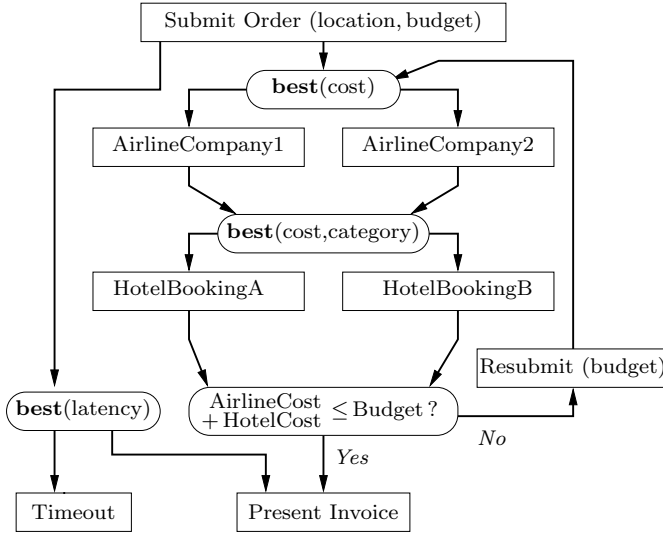 Submit Order (location, budget)
best(cost)
AirlineCompany1
AirlineCompany2
best(cost,category)
HotelBookingA
HotelBookingB
Resubmit (budget)
best(latency)
AirlineCost
+ HotelCost ≤ Budget ?
No
Yes
Timeout
Present Invoice